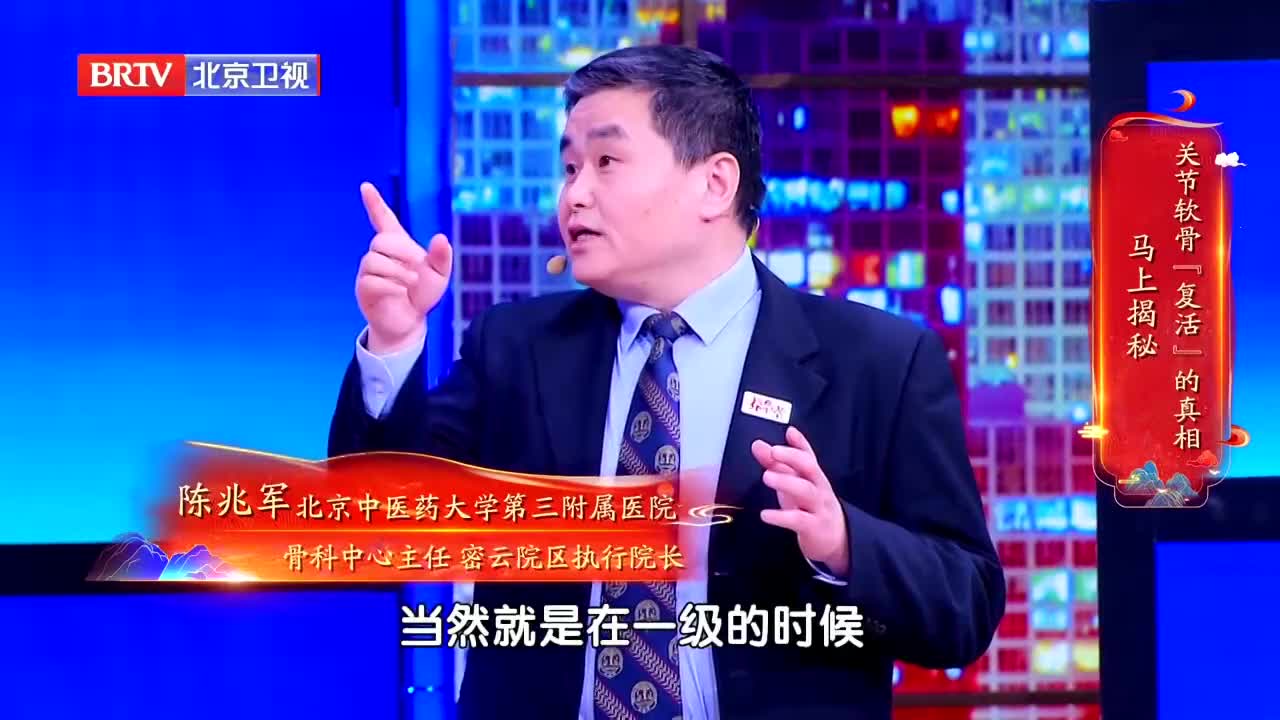 BRTV 北京卫视
关节软骨『复活』的真相
马上揭秘
陈兆军 北京中医药大学第三附属医院
骨科中心主任 密云院区执行院长
当然就是在一级的时候